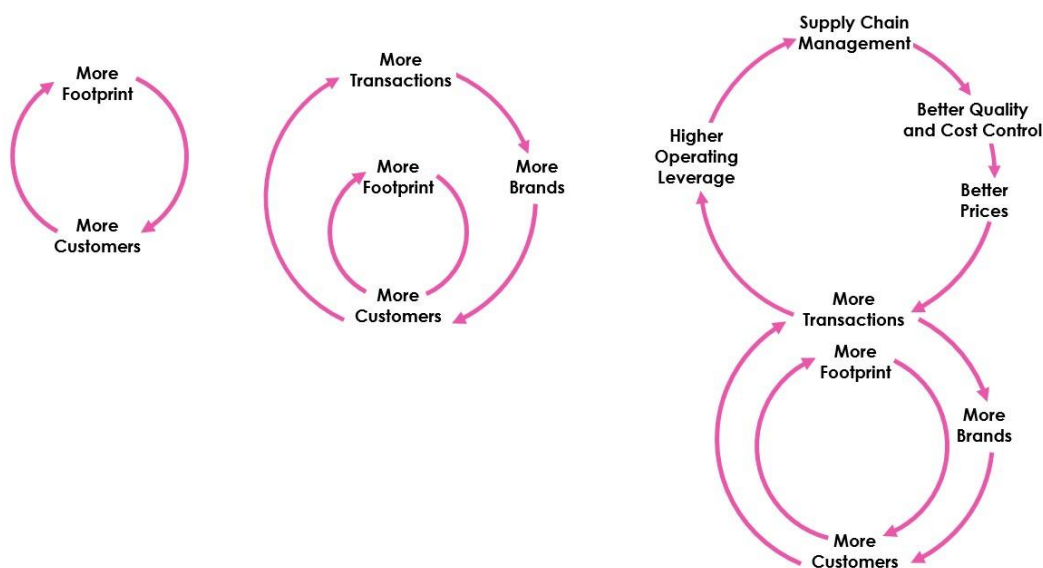 More
Footprint
More
Customers
More
Transactions
More
Footprint
More
Brands
More
Customers
Supply Chain
Management
Better Quality
and Cost Control
Higher
Operating
Leverage
Better
Prices
More
Transactions
More
Footprint
More
Brands
More
Customers